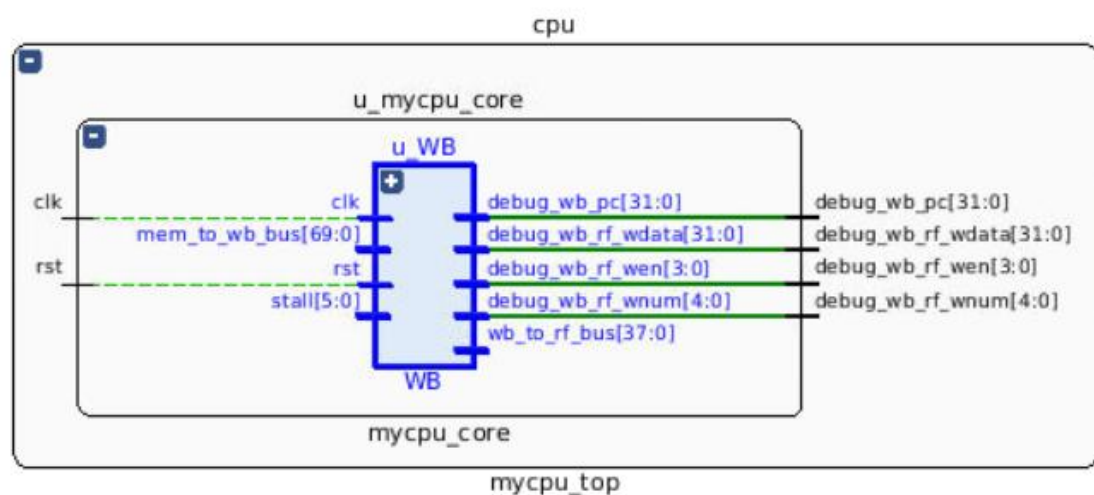 cpu
u_mycpu_core
u_WB
clk clk debug_wb_pc[31:0] debug_wb_pc[31:0]
mem_to_wb_bus[69:0] debug_wb_rf_wdata[31:0] debug_wb_rf_wdata[31:0]
rst rst debug_wb_rf_wen[3:0] debug_wb_rf_wen[3:0]
stall[5:0] debug_wb_rf_wnum[4:0] debug_wb_rf_wnum[4:0]
wb_to_rf_bus[37:0]
WB
mycpu_core
mycpu_top